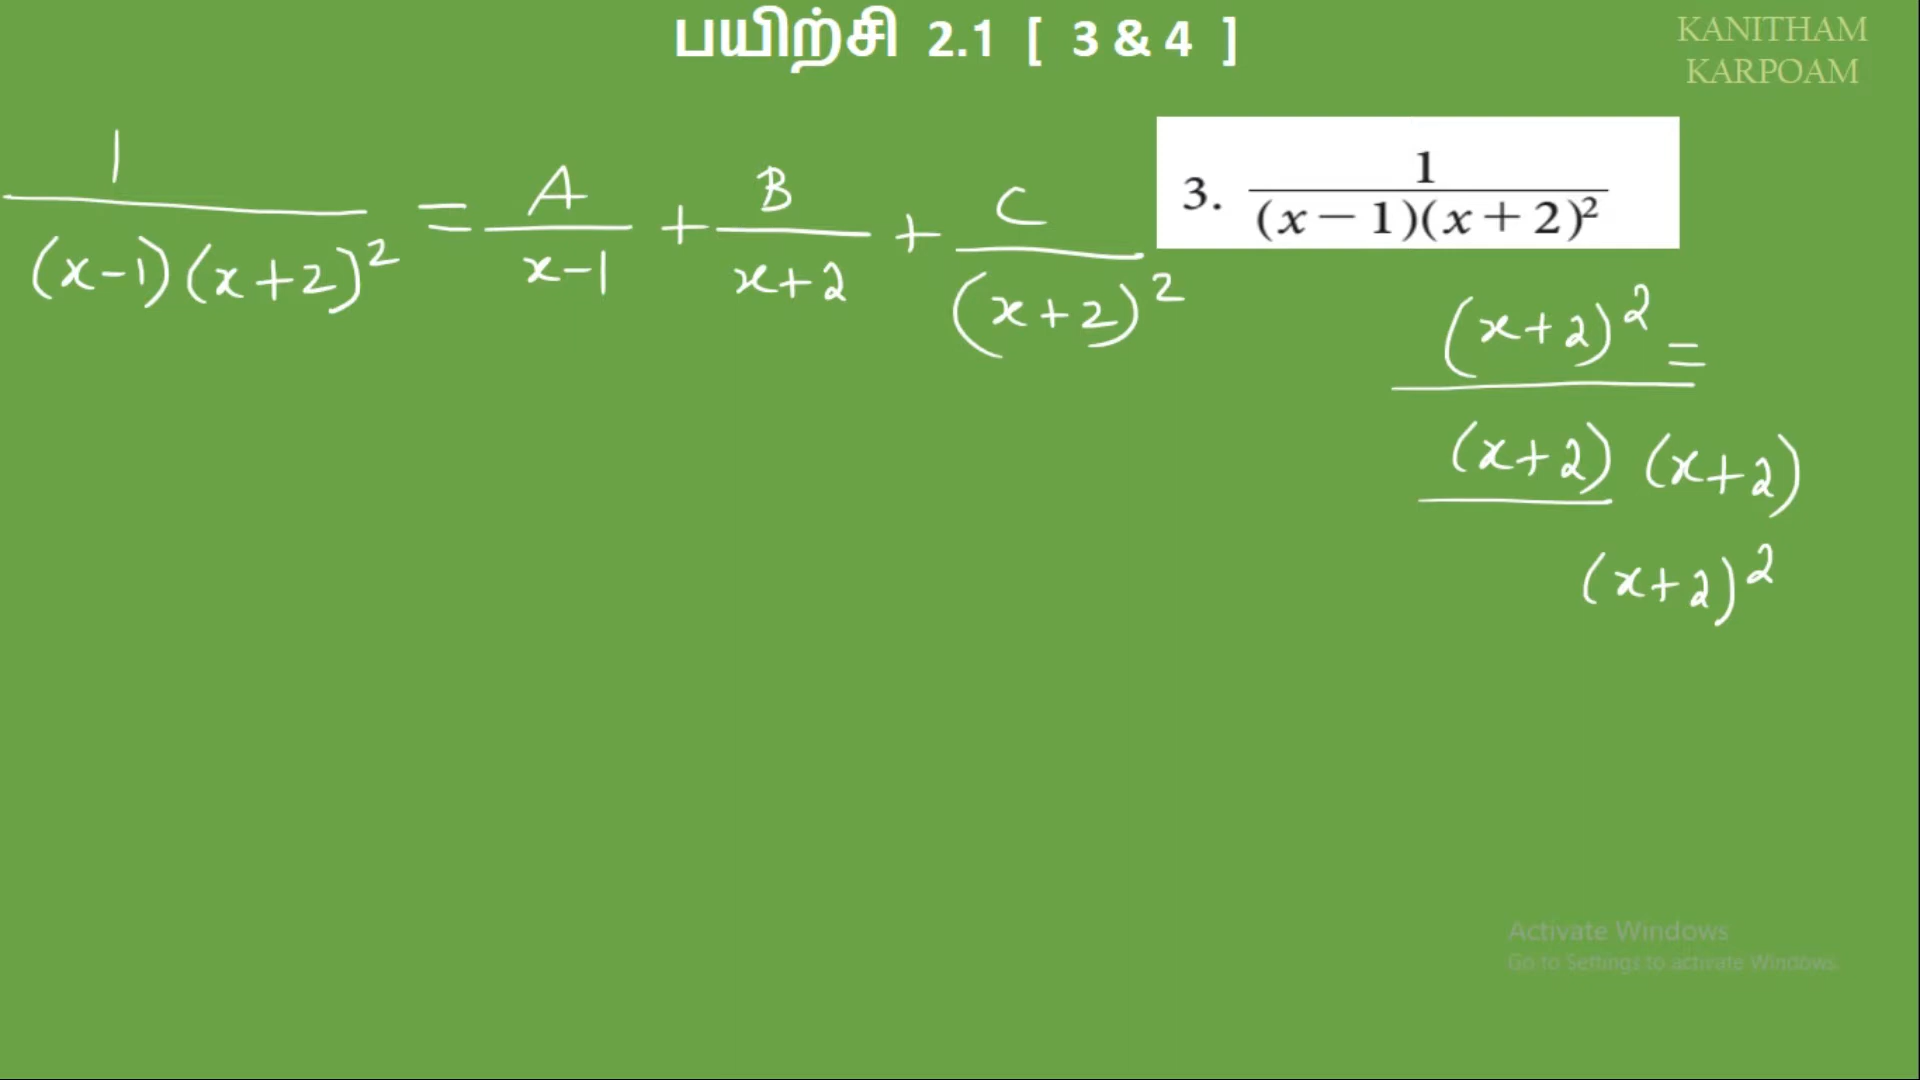 பயிற்சி 2.1 [ 3 & 4 ]
KANITHAM
KARPOAM
1/((x-1)(x+2)²) = A/(x-1) + B/(x+2) + C/(x+2)²
3. 1/((x-1)(x+2)²)
(x+2)² =
(x+2) (x+2)
(x+2)²
Activate Windows
Go to Settings to activate Windows.